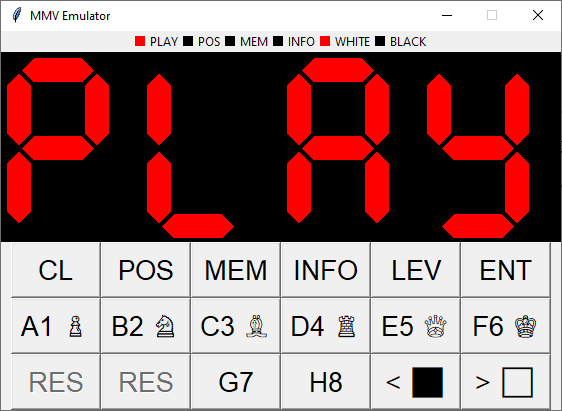 MMV Emulator
PLAY POS MEM INFO WHITE BLACK
PLAY
CL POS MEM INFO LEV ENT
A1 ♙ B2 ♘ C3 ♗ D4 ♖ E5 ♕ F6 ♔
RES RES G7 H8 < ■ > □